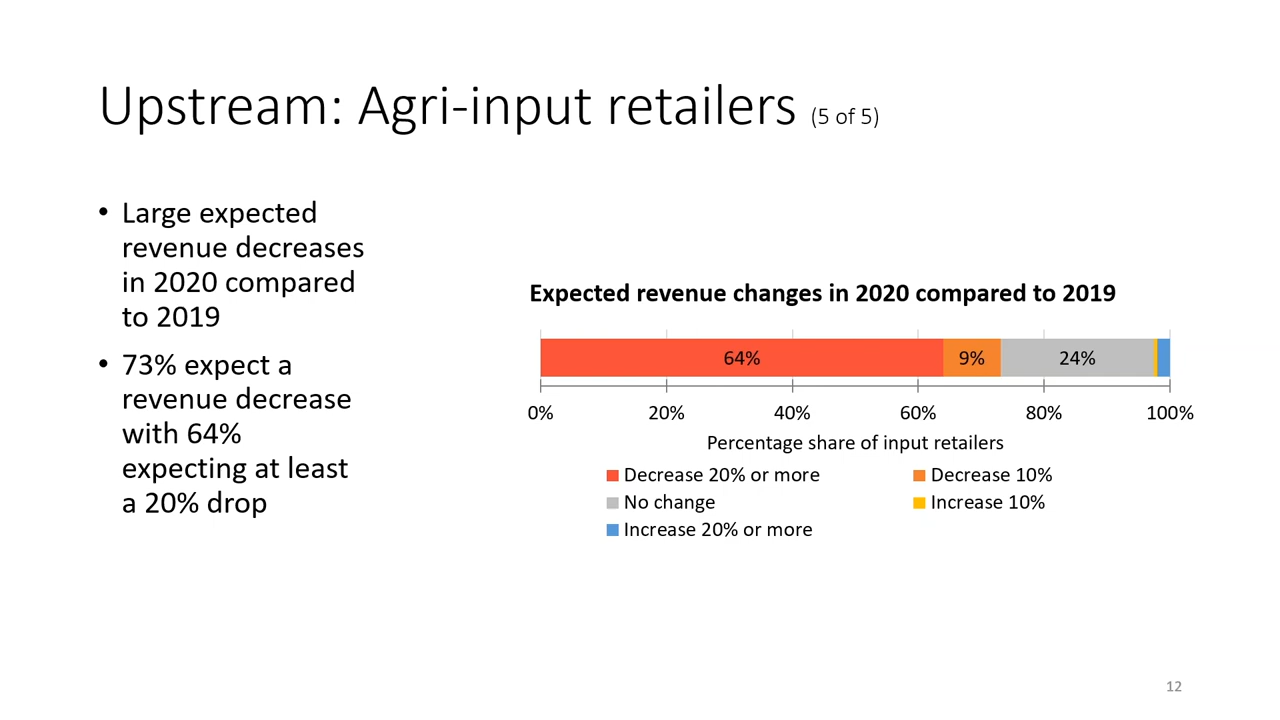 Upstream: Agri-input retailers (5 of 5)
• Large expected
revenue decreases
in 2020 compared
to 2019
• 73% expect a
revenue decrease
with 64%
expecting at least
a 20% drop
Expected revenue changes in 2020 compared to 2019
64% 9% 24%
0% 20% 40% 60% 80% 100%
Percentage share of input retailers
Decrease 20% or more Decrease 10%
No change Increase 10%
Increase 20% or more
12